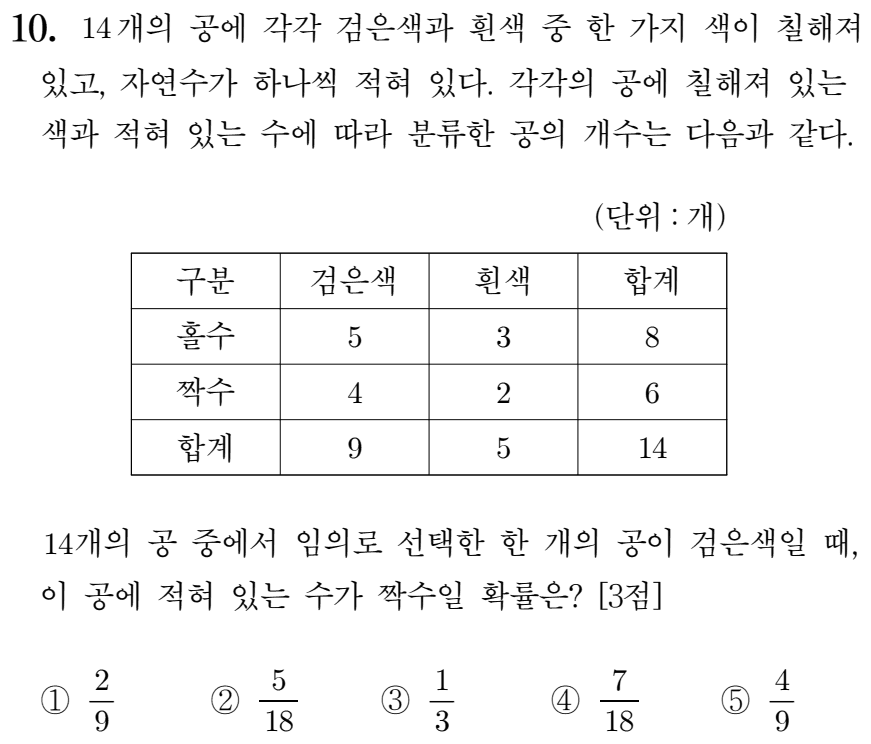 10. 14개의 공에 각각 검은색과 흰색 중 한 가지 색이 칠해져
있고, 자연수가 하나씩 적혀 있다. 각각의 공에 칠해져 있는
색과 적혀 있는 수에 따라 분류한 공의 개수는 다음과 같다.
(단위 : 개)
구분 검은색 흰색 합계
홀수 5 3 8
짝수 4 2 6
합계 9 5 14
14개의 공 중에서 임의로 선택한 한 개의 공이 검은색일 때,
이 공에 적혀 있는 수가 짝수일 확률은? [3점]
① 2/9 ② 5/18 ③ 1/3 ④ 7/18 ⑤ 4/9